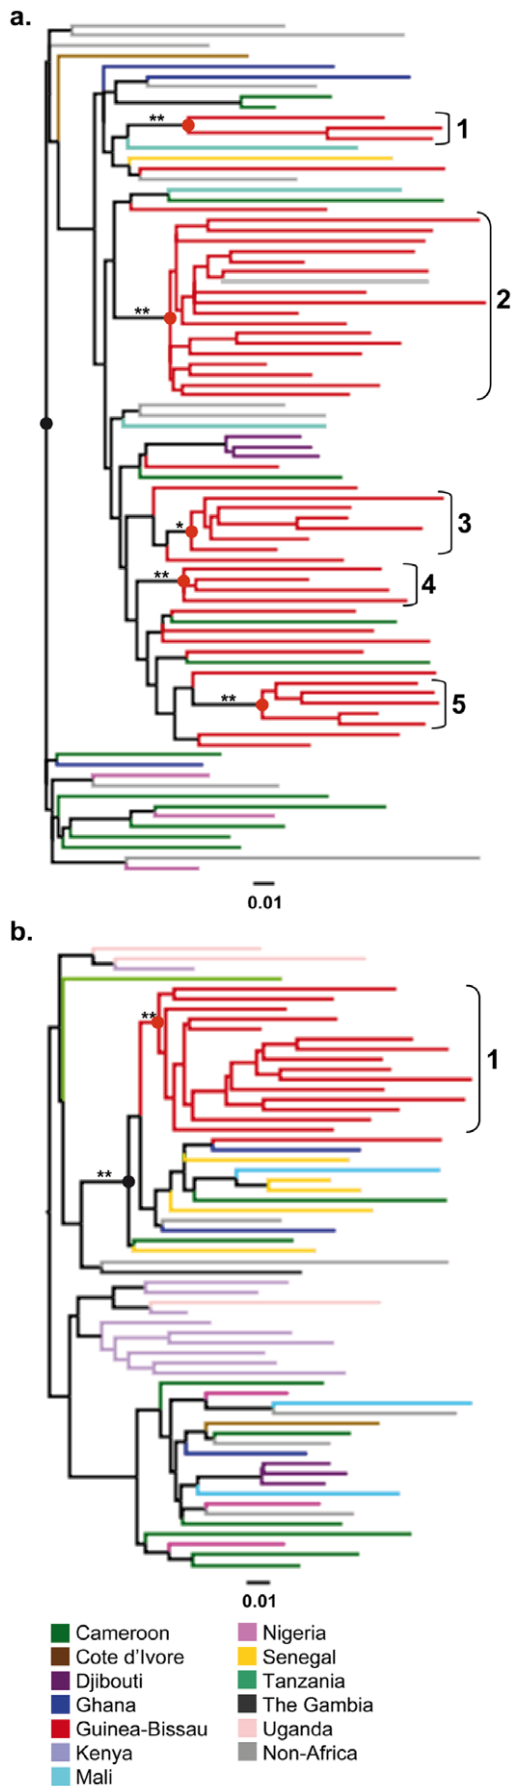 a.
**
1
**
2
*
3
**
4
**
5
0.01
b.
**
1
**
0.01
Cameroon
Cote d'Ivore
Djibouti
Ghana
Guinea-Bissau
Kenya
Mali
Nigeria
Senegal
Tanzania
The Gambia
Uganda
Non-Africa